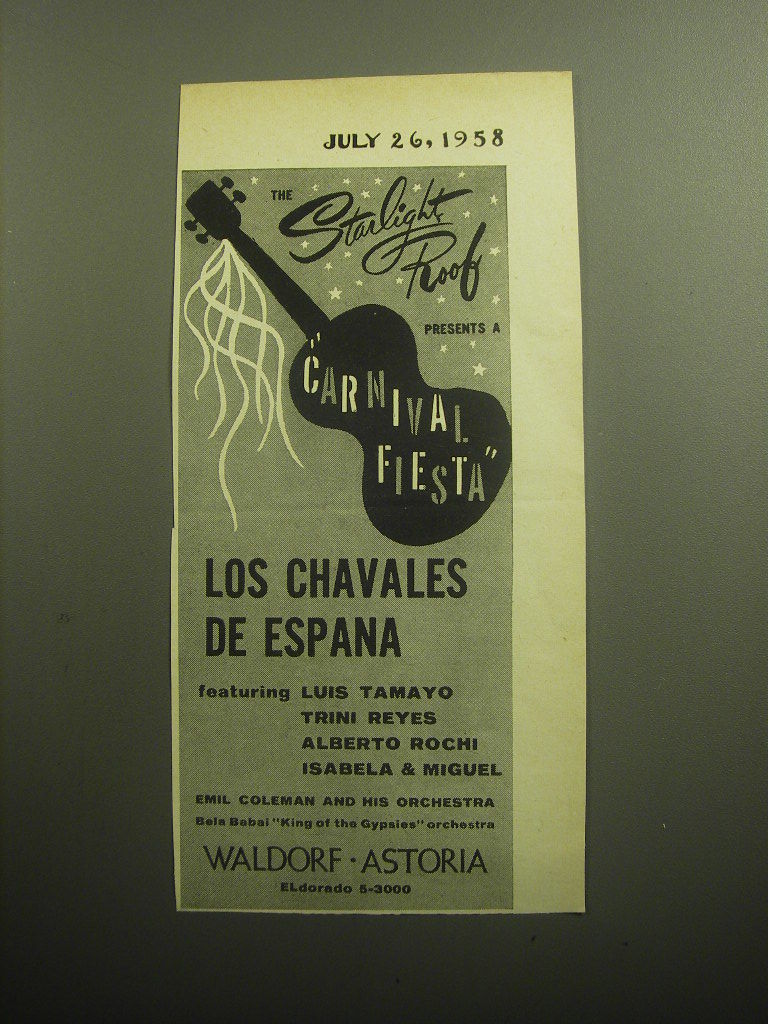 JULY 26, 1958
THE
Starlight
Roof
PRESENTS A
"CARNIVAL
FIESTA"
LOS CHAVALES
DE ESPANA
featuring LUIS TAMAYO
TRINI REYES
ALBERTO ROCHI
ISABELA & MIGUEL
EMIL COLEMAN AND HIS ORCHESTRA
Bela Babai "King of the Gypsies" orchestra
WALDORF · ASTORIA
ELdorado 5-3000